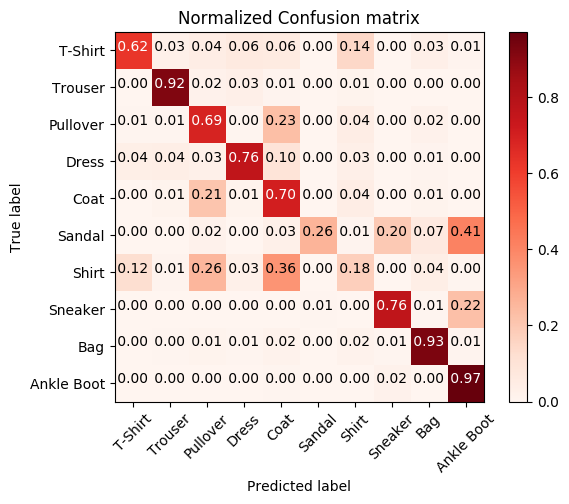 Normalized Confusion matrix
T-Shirt 0.62 0.03 0.04 0.06 0.06 0.00 0.14 0.00 0.03 0.01
Trouser 0.00 0.92 0.02 0.03 0.01 0.00 0.01 0.00 0.00 0.00
Pullover 0.01 0.01 0.69 0.00 0.23 0.00 0.04 0.00 0.02 0.00
Dress 0.04 0.04 0.03 0.76 0.10 0.00 0.03 0.00 0.01 0.00
Coat 0.00 0.01 0.21 0.01 0.70 0.00 0.04 0.00 0.01 0.00
Sandal 0.00 0.00 0.02 0.00 0.03 0.26 0.01 0.20 0.07 0.41
Shirt 0.12 0.01 0.26 0.03 0.36 0.00 0.18 0.00 0.04 0.00
Sneaker 0.00 0.00 0.00 0.00 0.00 0.01 0.00 0.76 0.01 0.22
Bag 0.00 0.00 0.01 0.01 0.02 0.00 0.02 0.01 0.93 0.01
Ankle Boot 0.00 0.00 0.00 0.00 0.00 0.00 0.00 0.02 0.00 0.97
T-Shirt Trouser Pullover Dress Coat Sandal Shirt Sneaker Bag Ankle Boot
Predicted label
True label
0.8
0.6
0.4
0.2
0.0